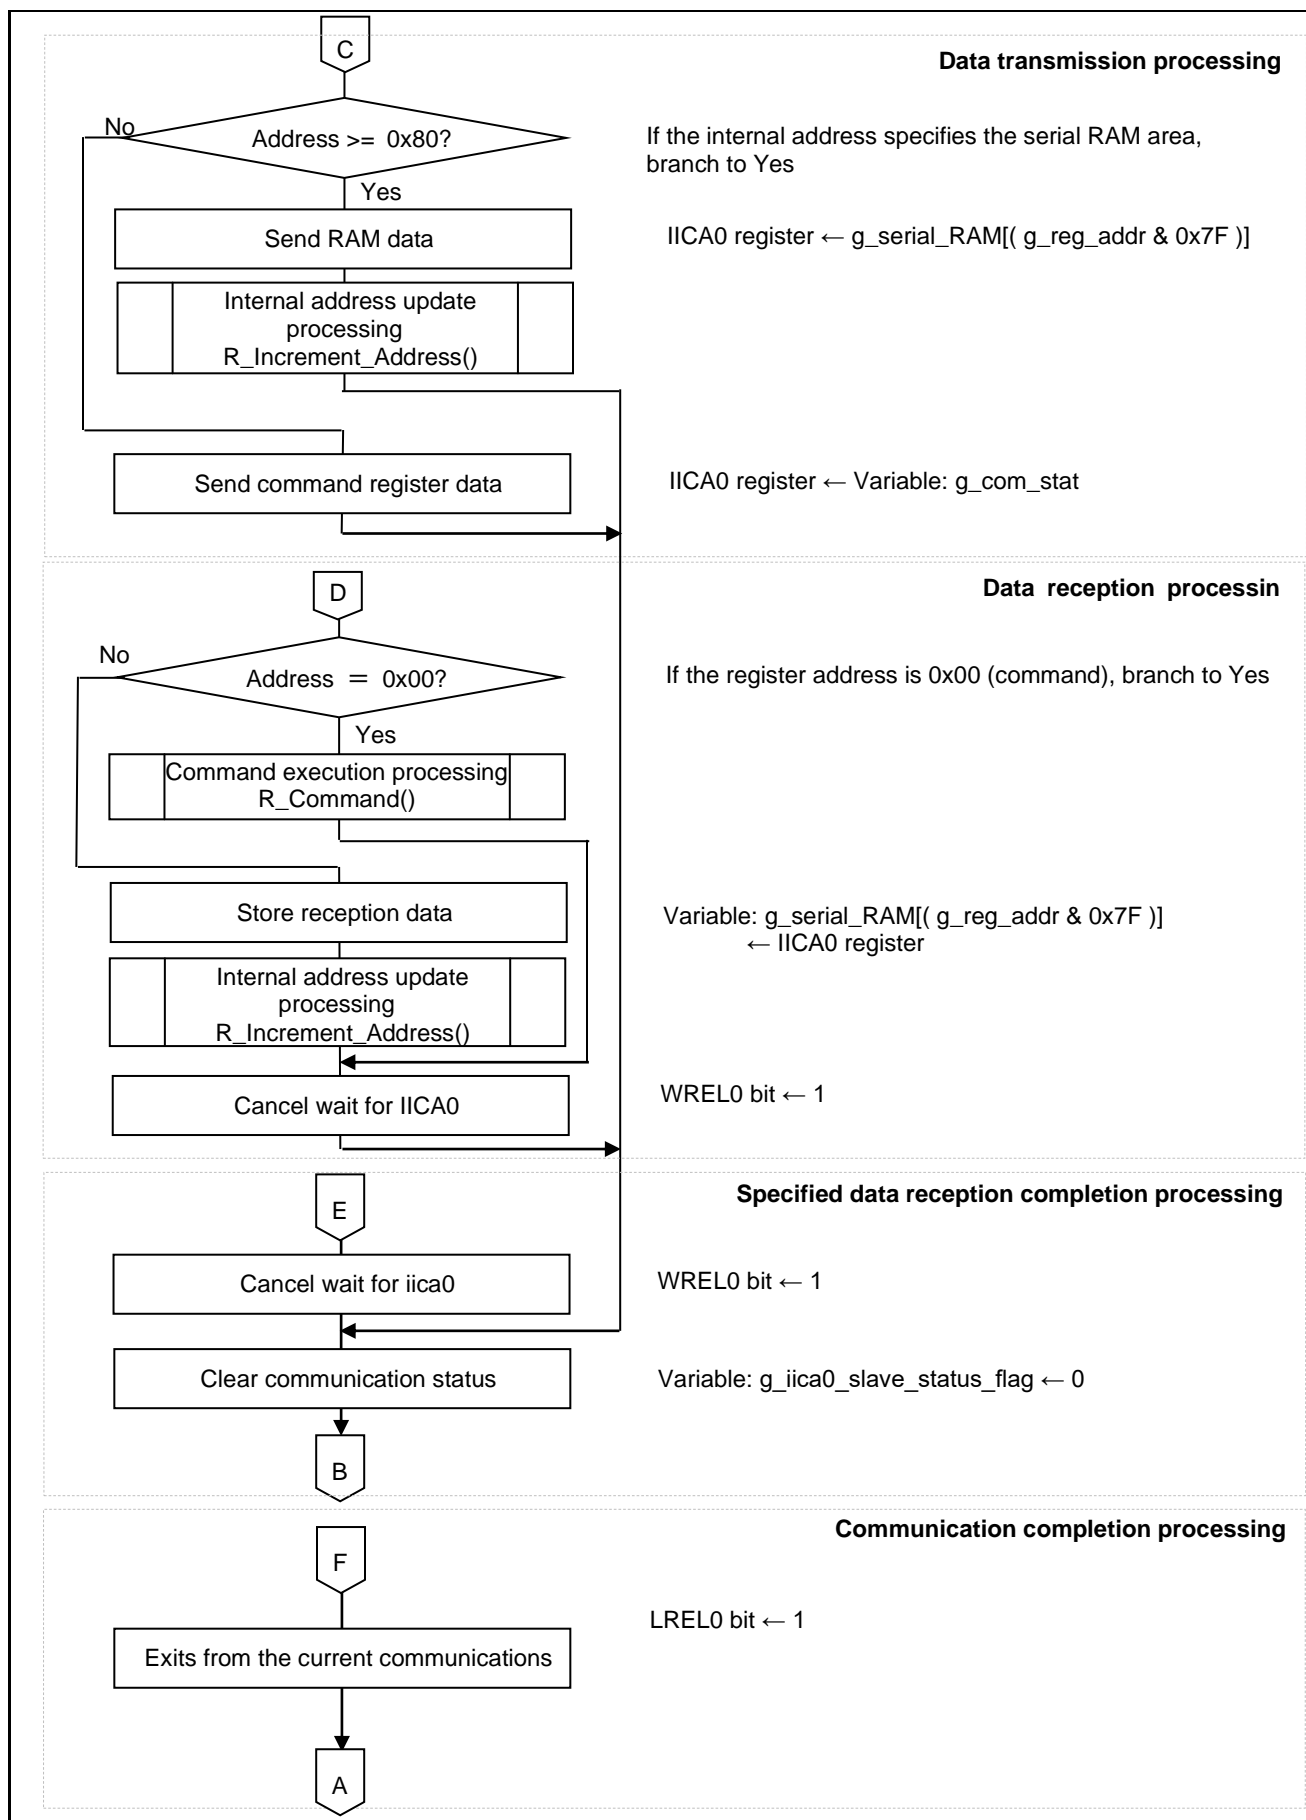 C
Data transmission processing
No
Address >= 0x80?
If the internal address specifies the serial RAM area,
branch to Yes
Yes
Send RAM data
IICA0 register ← g_serial_RAM[( g_reg_addr & 0x7F )]
Internal address update
processing
R_Increment_Address()
Send command register data
IICA0 register ← Variable: g_com_stat
D
Data reception processin
No
Address = 0x00?
If the register address is 0x00 (command), branch to Yes
Yes
Command execution processing
R_Command()
Store reception data
Variable: g_serial_RAM[( g_reg_addr & 0x7F )]
← IICA0 register
Internal address update
processing
R_Increment_Address()
Cancel wait for IICA0
WREL0 bit ← 1
E
Specified data reception completion processing
Cancel wait for iica0
WREL0 bit ← 1
Clear communication status
Variable: g_iica0_slave_status_flag ← 0
B
Communication completion processing
F
LREL0 bit ← 1
Exits from the current communications
A